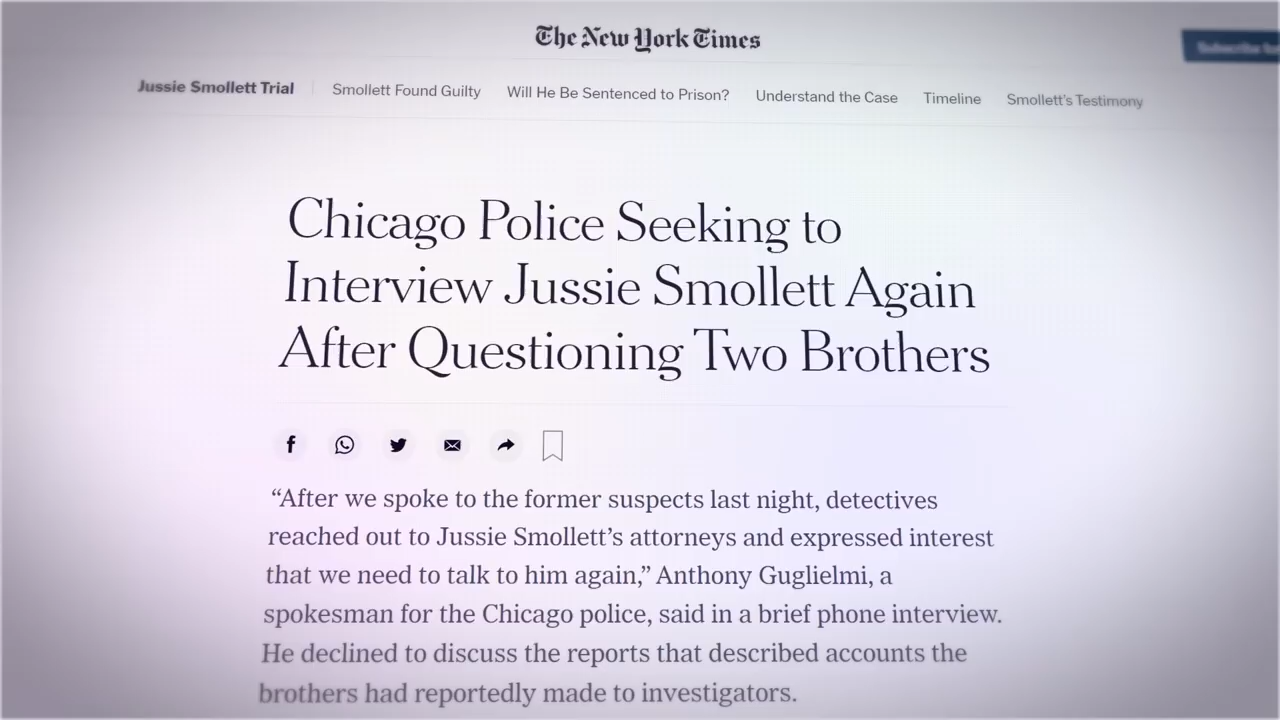 The New York Times
Subscribe for
Jussie Smollett Trial
Smollett Found Guilty
Will He Be Sentenced to Prison?
Understand the Case
Timeline
Smollett’s Testimony
Chicago Police Seeking to
Interview Jussie Smollett Again
After Questioning Two Brothers
“After we spoke to the former suspects last night, detectives
reached out to Jussie Smollett’s attorneys and expressed interest
that we need to talk to him again,” Anthony Guglielmi, a
spokesman for the Chicago police, said in a brief phone interview.
He declined to discuss the reports that described accounts the
brothers had reportedly made to investigators.